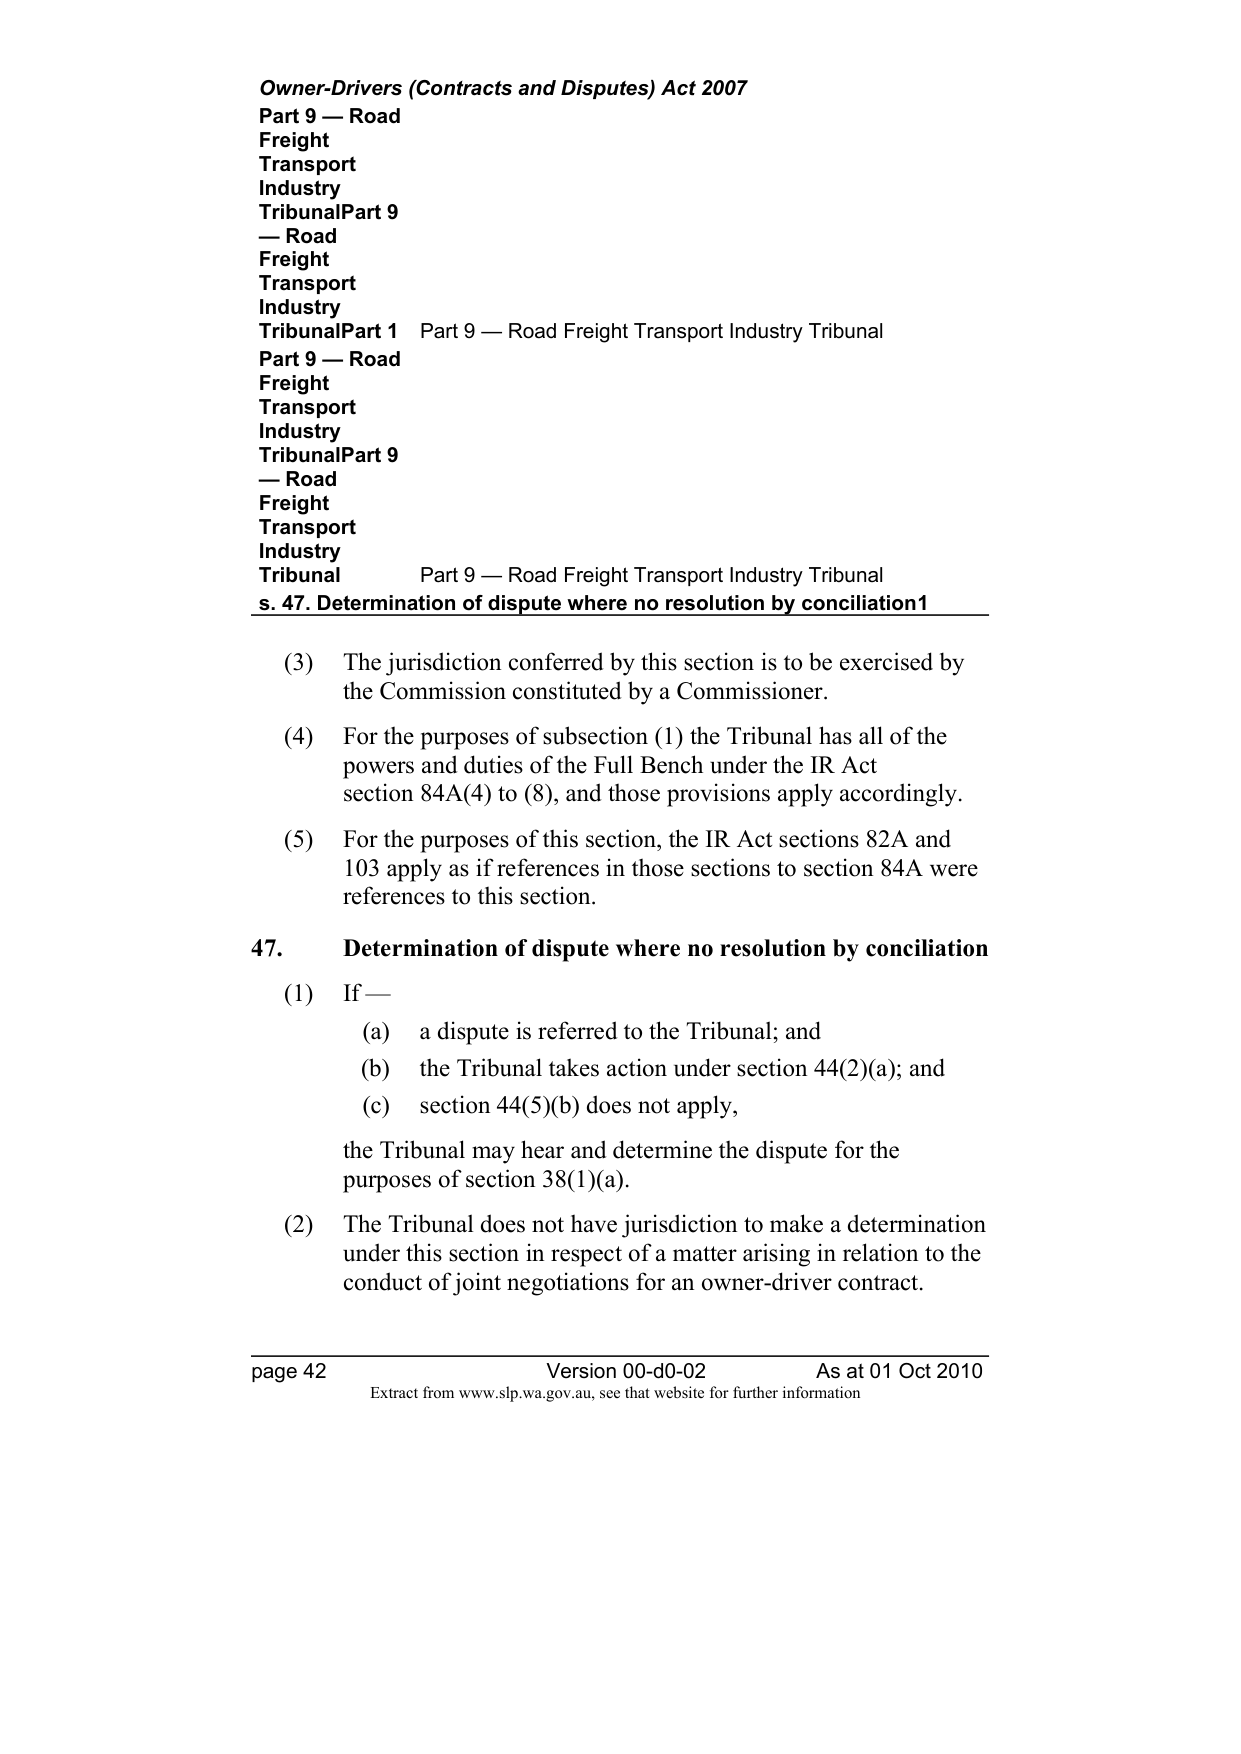 Owner-Drivers (Contracts and Disputes) Act 2007
Part 9 — Road
Freight
Transport
Industry
TribunalPart 9
— Road
Freight
Transport
Industry
TribunalPart 1 Part 9 — Road Freight Transport Industry Tribunal
Part 9 — Road
Freight
Transport
Industry
TribunalPart 9
— Road
Freight
Transport
Industry
Tribunal Part 9 — Road Freight Transport Industry Tribunal
s. 47. Determination of dispute where no resolution by conciliation1
(3) The jurisdiction conferred by this section is to be exercised by
the Commission constituted by a Commissioner.
(4) For the purposes of subsection (1) the Tribunal has all of the
powers and duties of the Full Bench under the IR Act
section 84A(4) to (8), and those provisions apply accordingly.
(5) For the purposes of this section, the IR Act sections 82A and
103 apply as if references in those sections to section 84A were
references to this section.
47. Determination of dispute where no resolution by conciliation
(1) If —
(a) a dispute is referred to the Tribunal; and
(b) the Tribunal takes action under section 44(2)(a); and
(c) section 44(5)(b) does not apply,
the Tribunal may hear and determine the dispute for the
purposes of section 38(1)(a).
(2) The Tribunal does not have jurisdiction to make a determination
under this section in respect of a matter arising in relation to the
conduct of joint negotiations for an owner-driver contract.
page 42 Version 00-d0-02 As at 01 Oct 2010
Extract from www.slp.wa.gov.au, see that website for further information